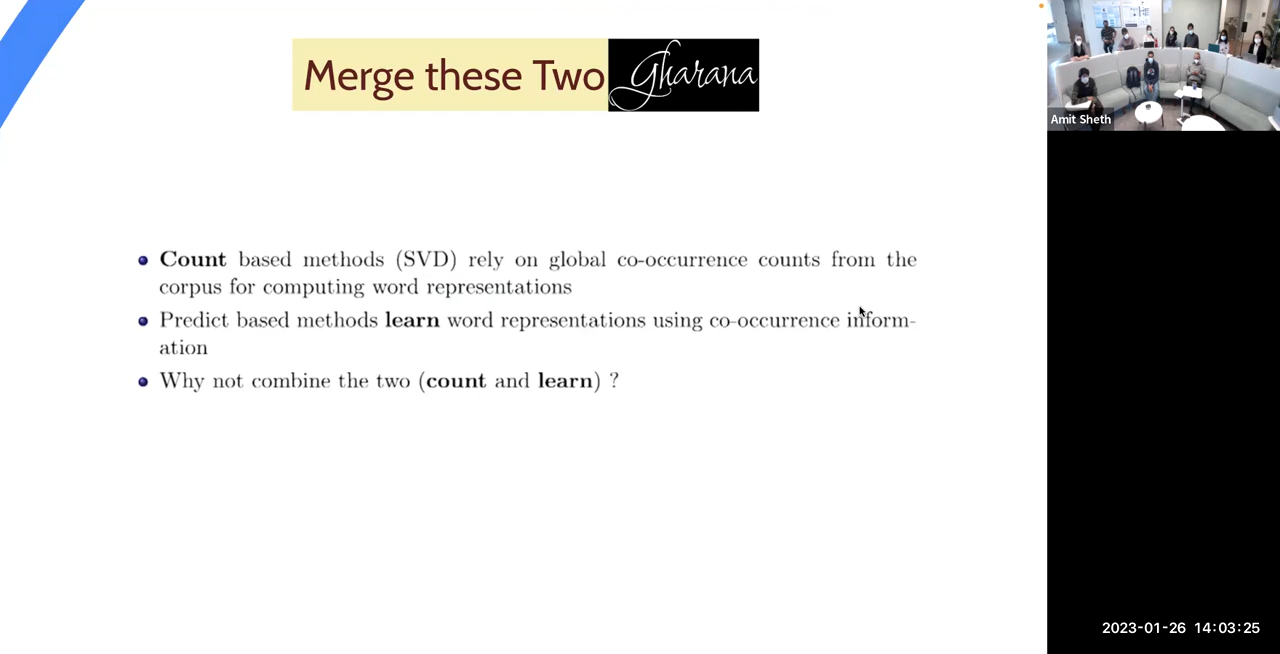 Merge these Two Gharana
Count based methods (SVD) rely on global co-occurrence counts from the
corpus for computing word representations
Predict based methods learn word representations using co-occurrence inform-
ation
Why not combine the two (count and learn) ?
Amit Sheth
2023-01-26 14:03:25